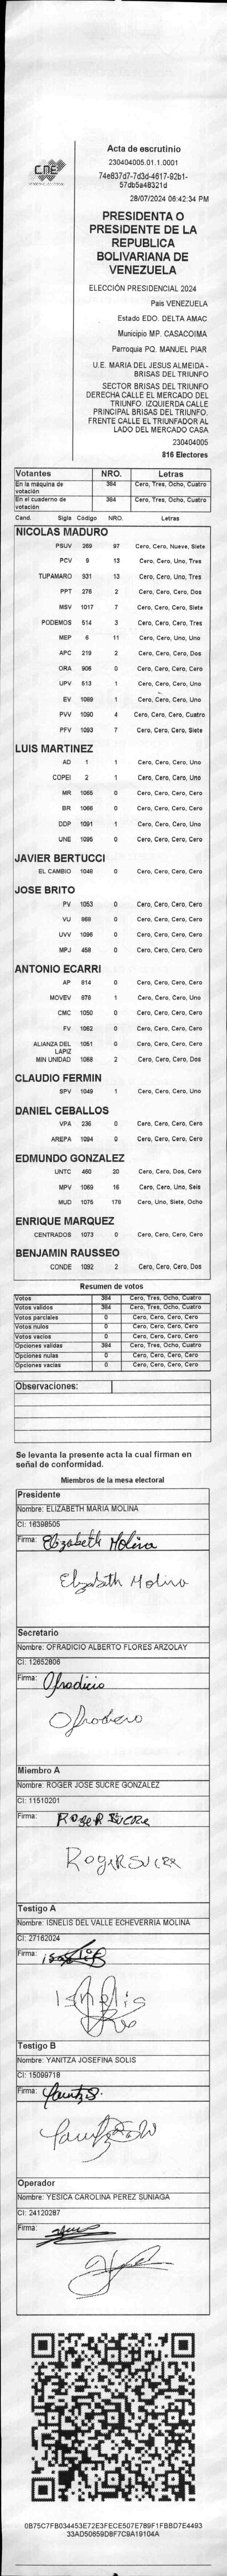 CNE
Acta de escrutinio
230404005.01.1.0001
74e837d7-7d3d-4617-92b1-
57db5a48321d
28/07/2024 06:42:34 PM
PRESIDENTA O
PRESIDENTE DE LA
REPUBLICA
BOLIVARIANA DE
VENEZUELA
ELECCIÓN PRESIDENCIAL 2024
Pais VENEZUELA
Estado EDO. DELTA AMAC
Municipio MP. CASACOIMA
Parroquia PQ. MANUEL PIAR
U.E. MARIA DEL JESUS ALMEIDA -
BRISAS DEL TRIUNFO
SECTOR BRISAS DEL TRIUNFO
DERECHA CALLE EL MERCADO DEL
TRIUNFO. IZQUIERDA CALLE
PRINCIPAL BRISAS DEL TRIUNFO.
FRENTE CALLE EL TRIUNFADOR AL
LADO DEL MERCADO CASA
230404005
816 Electores
Votantes NRO. Letras
En la máquina de votación 384 Cero, Tres, Ocho, Cuatro
En el cuaderno de votación 384 Cero, Tres, Ocho, Cuatro
Cand. Sigla Código NRO. Letras
NICOLAS MADURO
PSUV 269 97 Cero, Cero, Nueve, Siete
PCV 9 13 Cero, Cero, Uno, Tres
TUPAMARO 931 13 Cero, Cero, Uno, Tres
PPT 276 2 Cero, Cero, Cero, Dos
MSV 1017 7 Cero, Cero, Cero, Siete
PODEMOS 514 3 Cero, Cero, Cero, Tres
MEP 6 11 Cero, Cero, Uno, Uno
APC 219 2 Cero, Cero, Cero, Dos
ORA 906 0 Cero, Cero, Cero, Cero
UPV 513 1 Cero, Cero, Cero, Uno
EV 1089 1 Cero, Cero, Cero, Uno
PVV 1090 4 Cero, Cero, Cero, Cuatro
PFV 1093 7 Cero, Cero, Cero, Siete
LUIS MARTINEZ
AD 1 1 Cero, Cero, Cero, Uno
COPEI 2 1 Cero, Cero, Cero, Uno
MR 1065 0 Cero, Cero, Cero, Cero
BR 1066 0 Cero, Cero, Cero, Cero
DDP 1091 1 Cero, Cero, Cero, Uno
UNE 1095 0 Cero, Cero, Cero, Cero
JAVIER BERTUCCI
EL CAMBIO 1048 0 Cero, Cero, Cero, Cero
JOSE BRITO
PV 1053 0 Cero, Cero, Cero, Cero
VU 868 0 Cero, Cero, Cero, Cero
UVV 1096 0 Cero, Cero, Cero, Cero
MPJ 458 0 Cero, Cero, Cero, Cero
ANTONIO ECARRI
AP 814 0 Cero, Cero, Cero, Cero
MOVEV 878 1 Cero, Cero, Cero, Uno
CMC 1050 0 Cero, Cero, Cero, Cero
FV 1062 0 Cero, Cero, Cero, Cero
ALIANZA DEL LAPIZ 1051 0 Cero, Cero, Cero, Cero
MIN UNIDAD 1088 2 Cero, Cero, Cero, Dos
CLAUDIO FERMIN
SPV 1049 1 Cero, Cero, Cero, Uno
DANIEL CEBALLOS
VPA 236 0 Cero, Cero, Cero, Cero
AREPA 1094 0 Cero, Cero, Cero, Cero
EDMUNDO GONZALEZ
UNTC 460 20 Cero, Cero, Dos, Cero
MPV 1069 16 Cero, Cero, Uno, Seis
MUD 1075 178 Cero, Uno, Siete, Ocho
ENRIQUE MARQUEZ
CENTRADOS 1073 0 Cero, Cero, Cero, Cero
BENJAMIN RAUSSEO
CONDE 1092 2 Cero, Cero, Cero, Dos
Resumen de votos
Votos 384 Cero, Tres, Ocho, Cuatro
Votos validos 384 Cero, Tres, Ocho, Cuatro
Votos parciales 0 Cero, Cero, Cero, Cero
Votos nulos 0 Cero, Cero, Cero, Cero
Votos vacios 0 Cero, Cero, Cero, Cero
Opciones validas 384 Cero, Tres, Ocho, Cuatro
Opciones nulas 0 Cero, Cero, Cero, Cero
Opciones vacias 0 Cero, Cero, Cero, Cero
Observaciones:
Se levanta la presente acta la cual firman en
señal de conformidad.
Miembros de la mesa electoral
Presidente
Nombre: ELIZABETH MARIA MOLINA
CI: 16398505
Firma: Elizabeth Molina
Elizabeth Molina
Secretario
Nombre: OFRADICIO ALBERTO FLORES ARZOLAY
CI: 12652806
Firma: Ofradicio
Miembro A
Nombre: ROGER JOSE SUCRE GONZALEZ
CI: 11510201
Firma: Roger Sucre
Roger Sucre
Testigo A
Nombre: ISNELIS DEL VALLE ECHEVERRIA MOLINA
CI: 27162024
Firma:
Isnelis
Testigo B
Nombre: YANITZA JOSEFINA SOLIS
CI: 15099718
Firma:
Operador
Nombre: YESICA CAROLINA PEREZ SUNIAGA
CI: 24120287
Firma:
0B75C7FB034453E72E3FECE507E789F1FBBD7E4493
33AD50659D8F7C9A19104A